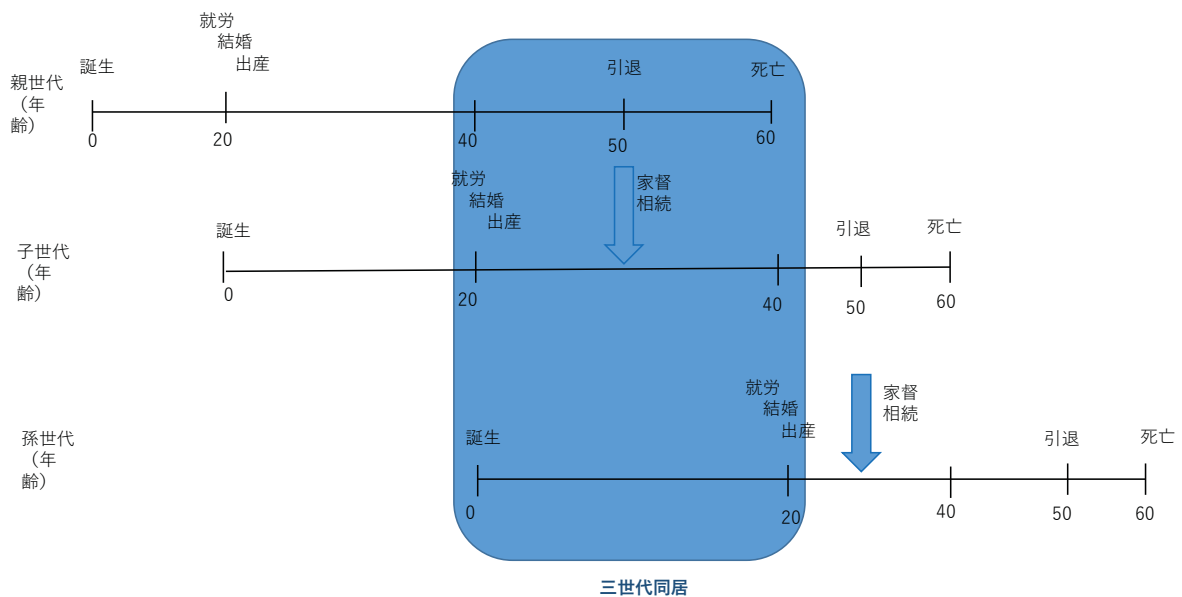 就労
結婚
出産
誕生
引退
死亡
親世代
（年
齢）
0
20
40
50
60
就労
結婚
出産
家督
相続
誕生
引退
死亡
子世代
（年
齢）
0
20
40
50
60
就労
結婚
出産
家督
相続
誕生
引退
死亡
孫世代
（年
齢）
0
20
40
50
60
三世代同居